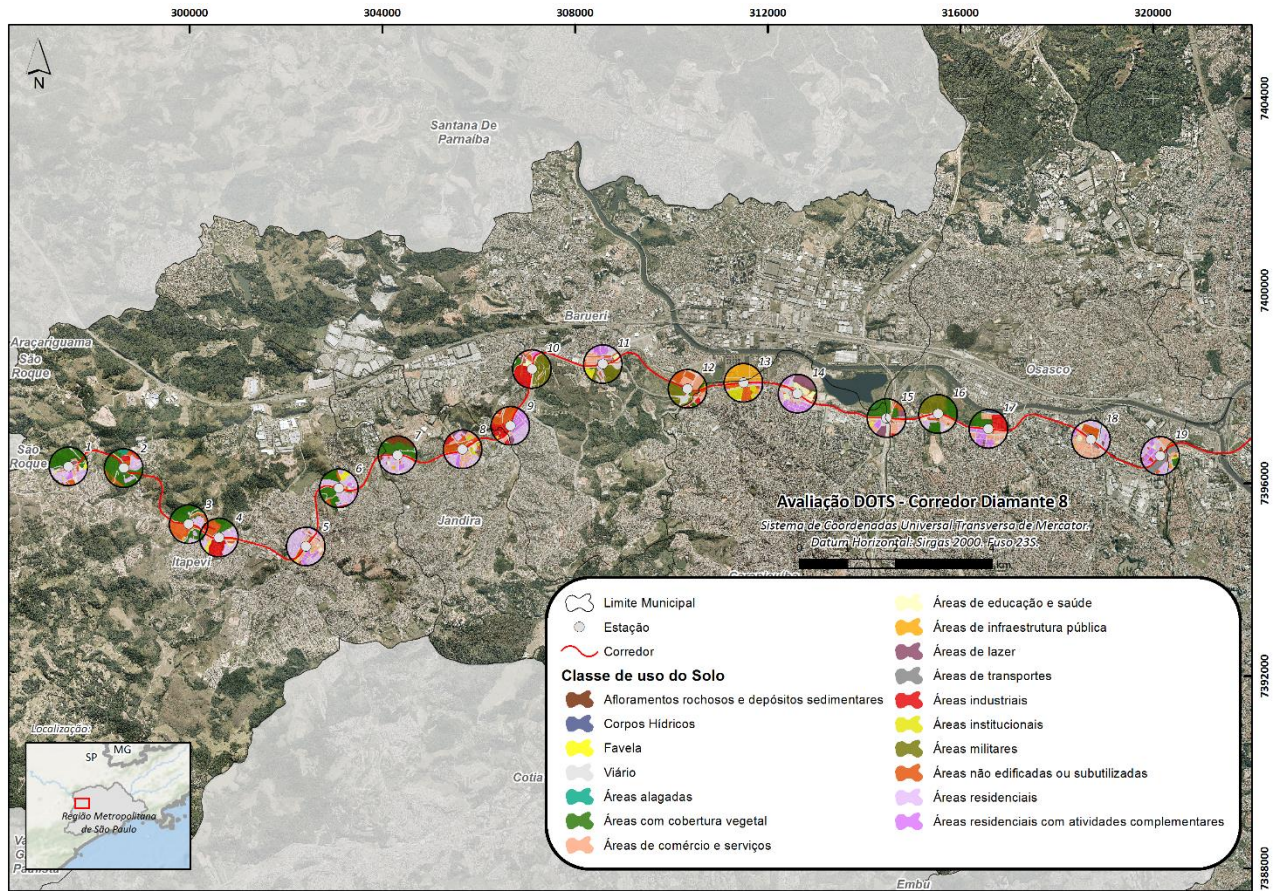 300000 304000 308000 312000 316000 320000
7404000
7400000
7396000
7392000
7388000
N
Santana De
Parnaíba
Araçariguama
São
Roque
Barueri
Osasco
São
Roque
1
2
3
4
5
6
7
8
9
10
11
12
13
14
15
16
17
18
19
Itapevi
Jandira
Cotia
Embú
Avaliação DOTS - Corredor Diamante 8
Sistema de Coordenadas Universal Transversa de Mercator.
Datum Horizontal: Sirgas 2000. Fuso 23S.
km
Limite Municipal
Estação
Corredor
Classe de uso do Solo
Afloramentos rochosos e depósitos sedimentares
Corpos Hídricos
Favela
Viário
Áreas alagadas
Áreas com cobertura vegetal
Áreas de comércio e serviços
Áreas de educação e saúde
Áreas de infraestrutura pública
Áreas de lazer
Áreas de transportes
Áreas industriais
Áreas institucionais
Áreas militares
Áreas não edificadas ou subutilizadas
Áreas residenciais
Áreas residenciais com atividades complementares
Localização:
SP
MG
Região Metropolitana
de São Paulo